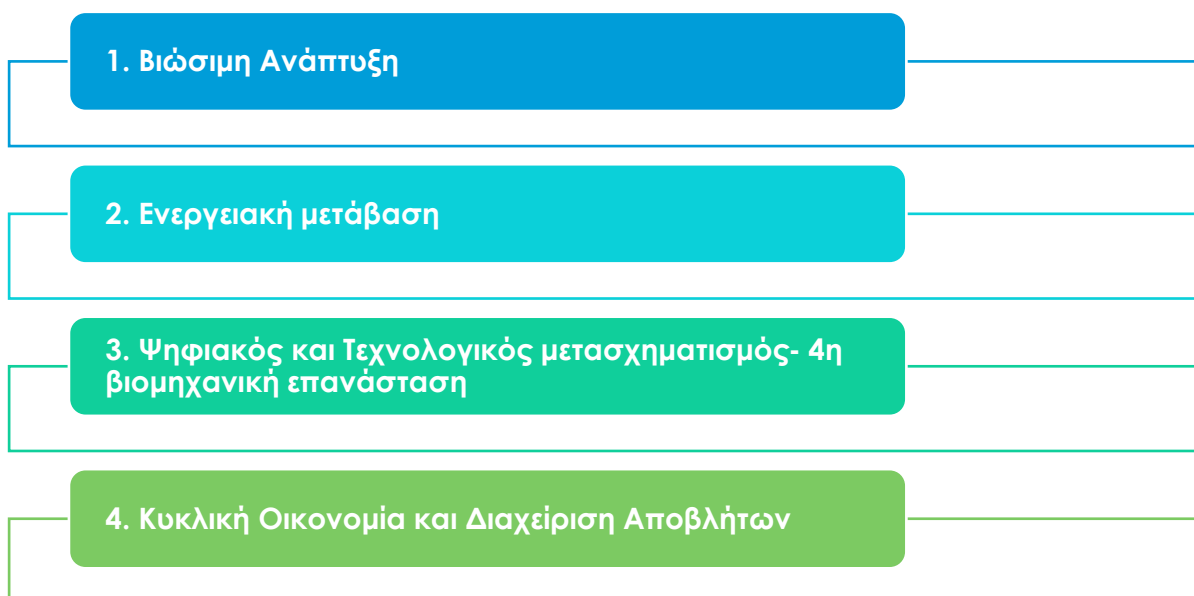 1. Βιώσιμη Ανάπτυξη
2. Ενεργειακή μετάβαση
3. Ψηφιακός και Τεχνολογικός μετασχηματισμός- 4η
βιομηχανική επανάσταση
4. Κυκλική Οικονομία και Διαχείριση Αποβλήτων